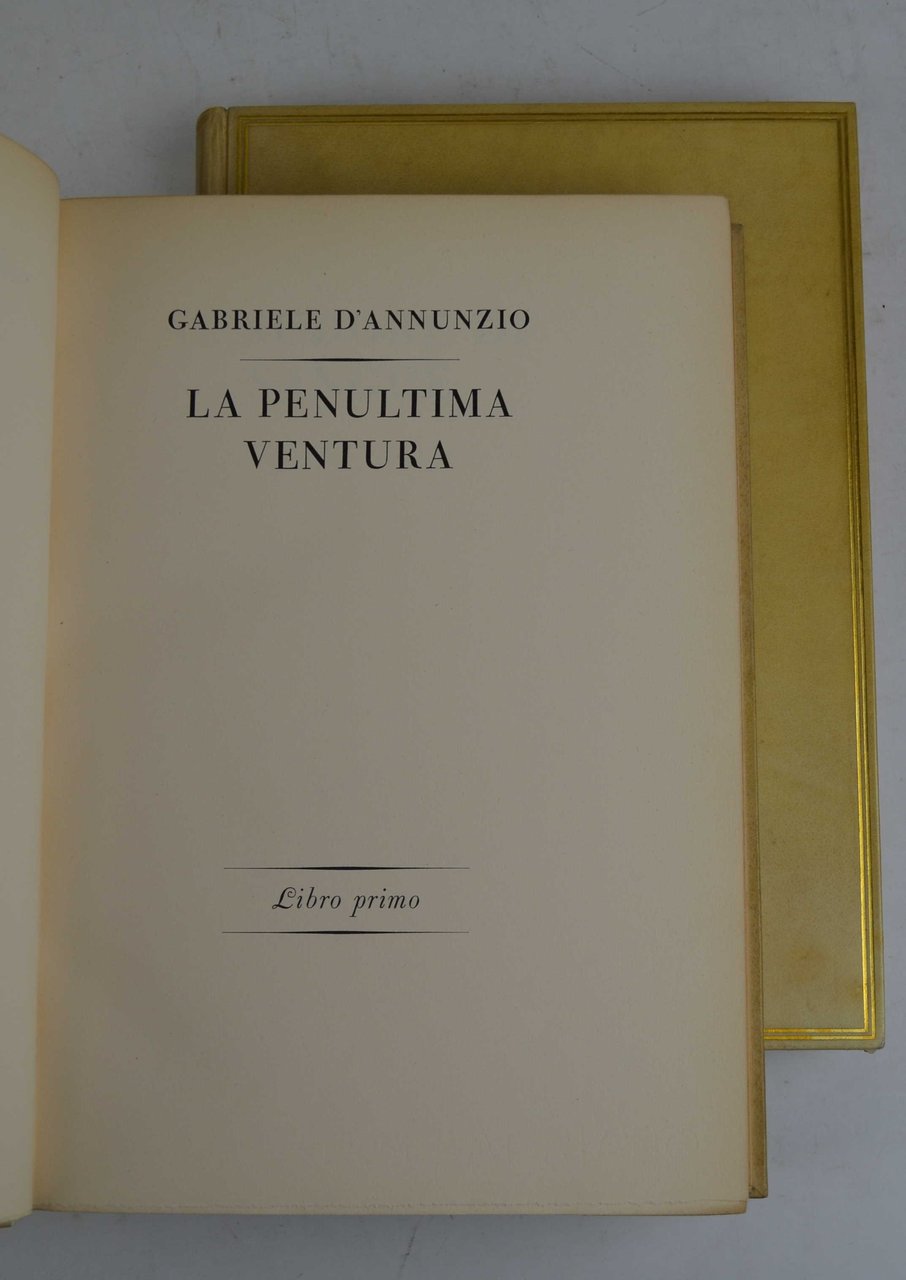 GABRIELE D'ANNUNZIO
LA PENULTIMA
VENTURA
Libro primo